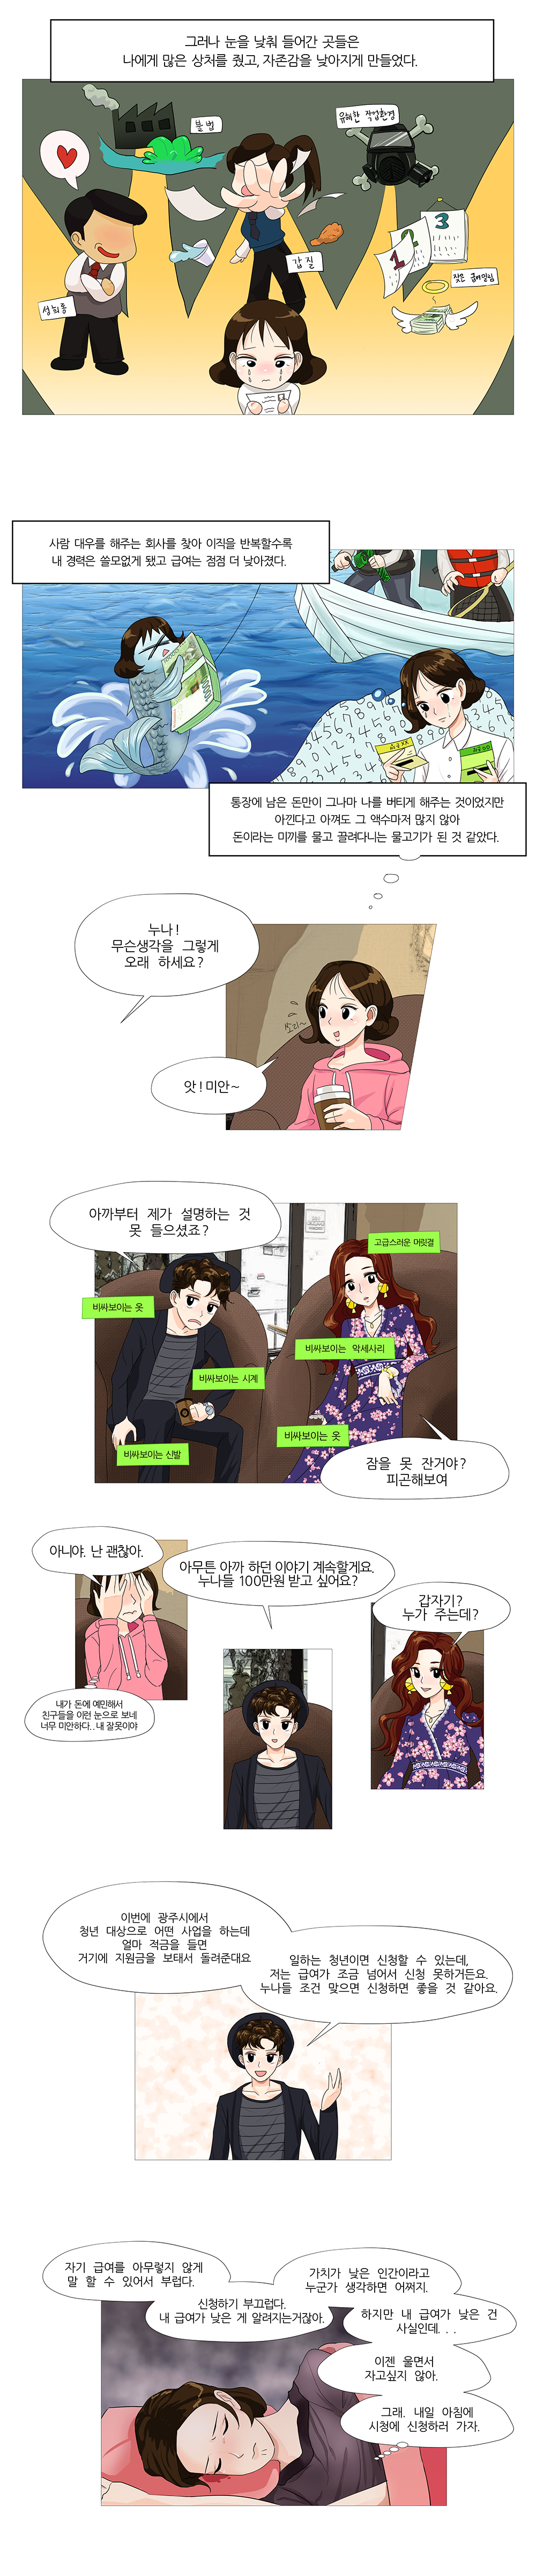 그러나 눈을 낮춰 들어간 곳들은
나에게 많은 상처를 줬고, 자존감을 낮아지게 만들었다.
불법
유해한 작업환경
갑질
성희롱
잦은 급여밀림
1
2
3
사람 대우를 해주는 회사를 찾아 이직을 반복할수록
내 경력은 쓸모없게 됐고 급여는 점점 더 낮아졌다.
통장에 남은 돈만이 그나마 나를 버티게 해주는 것이었지만
아낀다고 아껴도 그 액수마저 많지 않아
돈이라는 미끼를 물고 끌려다니는 물고기가 된 것 같았다.
누나!
무슨생각을 그렇게
오래 하세요?
쪼르~
앗!미안~
아까부터 제가 설명하는 것
못 들으셨죠?
고급스러운 머릿결
비싸보이는 옷
비싸보이는 악세사리
비싸보이는 시계
비싸보이는 옷
비싸보이는 신발
잠을 못 잔거야?
피곤해보여
아니야. 난 괜찮아.
아무튼 아까 하던 이야기 계속할게요.
누나들 100만원 받고 싶어요?
갑자기?
누가 주는데?
내가 돈에 예민해서
친구들을 이런 눈으로 보네
너무 미안하다..내 잘못이야
이번에 광주시에서
청년 대상으로 어떤 사업을 하는데
얼마 적금을 들면
거기에 지원금을 보태서 돌려준대요
일하는 청년이면 신청할 수 있는데,
저는 급여가 조금 넘어서 신청 못하거든요.
누나들 조건 맞으면 신청하면 좋을 것 같아요.
자기 급여를 아무렇지 않게
말 할 수 있어서 부럽다.
가치가 낮은 인간이라고
누군가 생각하면 어쩌지.
신청하기 부끄럽다.
내 급여가 낮은 게 알려지는거잖아.
하지만 내 급여가 낮은 건
사실인데. . .
이젠 울면서
자고싶지 않아.
그래. 내일 아침에
시청에 신청하러 가자.